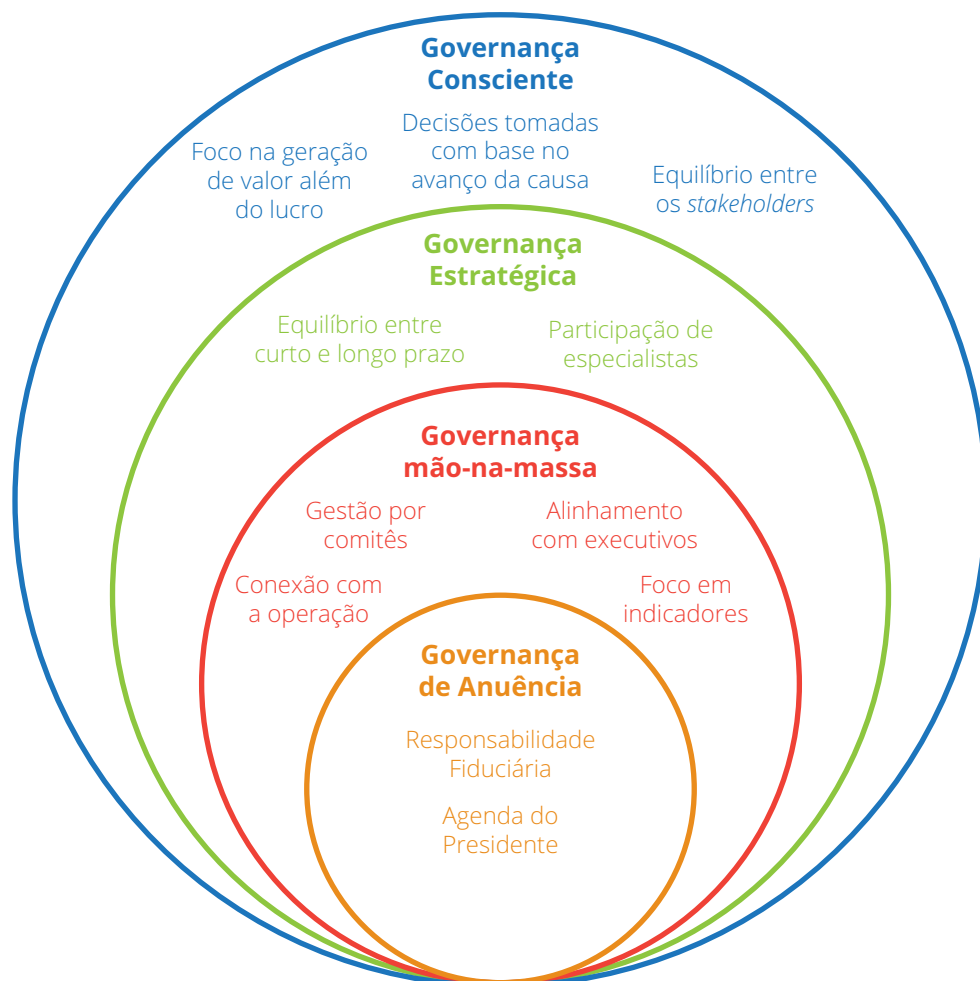 Governança
Consciente
Foco na geração
de valor além
do lucro
Decisões tomadas
com base no
avanço da causa
Equilíbrio entre
os stakeholders
Governança
Estratégica
Equilíbrio entre
curto e longo prazo
Participação de
especialistas
Governança
mão-na-massa
Gestão por
comitês
Alinhamento
com executivos
Conexão com
a operação
Foco em
indicadores
Governança
de Anuência
Responsabilidade
Fiduciária
Agenda do
Presidente